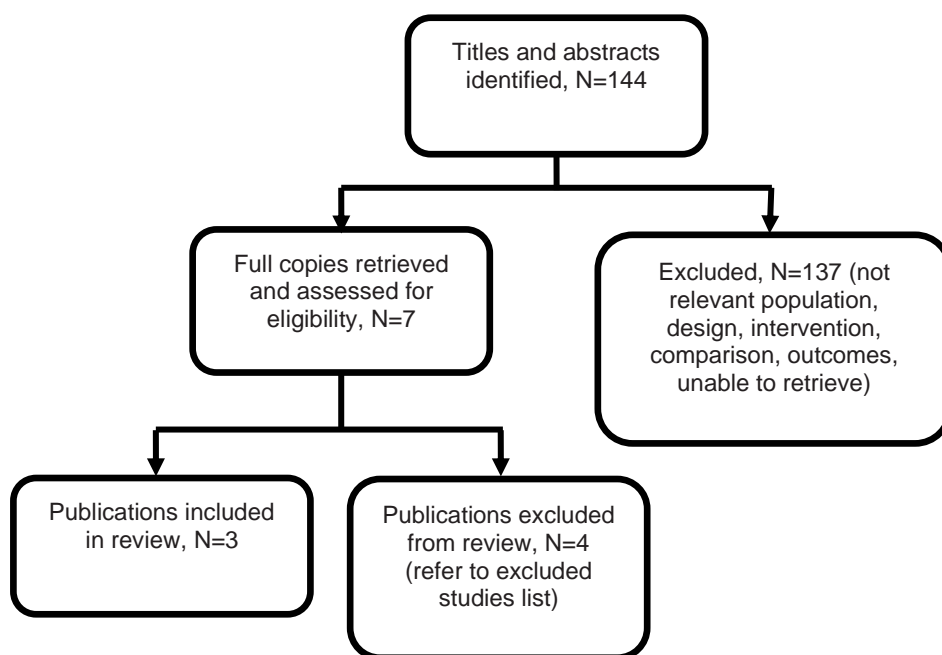 Titles and abstracts
identified, N=144
Full copies retrieved
and assessed for
eligibility, N=7
Excluded, N=137 (not
relevant population,
design, intervention,
comparison, outcomes,
unable to retrieve)
Publications included
in review, N=3
Publications excluded
from review, N=4
(refer to excluded
studies list)